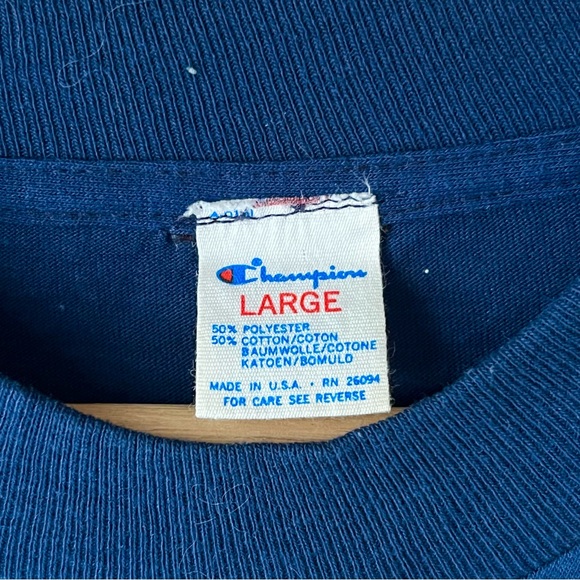 Champion
LARGE
50% POLYESTER
50% COTTON/COTON
BAUMWOLLE/COTONE
KATOEN/BOMULD
MADE IN U.S.A. · RN 26094
FOR CARE SEE REVERSE